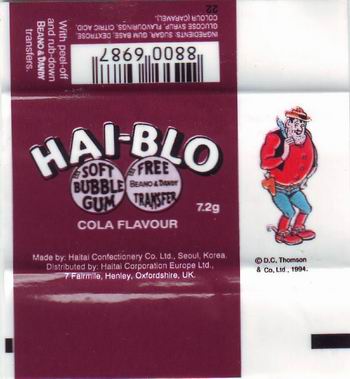 22
INGREDIENTS: SUGAR, GUM BASE, DEXTROSE,
GLUCOSE SYRUP, FLAVOURINGS, CITRIC ACID,
COLOUR (CARAMEL).
With peel-off
and rub-down
BEANO & DANDY
transfers.
8800 6987
HAI-BLO
SOFT
BUBBLE
GUM
FREE
BEANO & DANDY
TRANSFER
7.2g
COLA FLAVOUR
Made by: Haitai Confectionery Co. Ltd., Seoul, Korea.
Distributed by: Haitai Corporation Europe Ltd.,
7 Fairmile, Henley, Oxfordshire, UK.
© D.C. Thomson
& Co, Ltd., 1994.